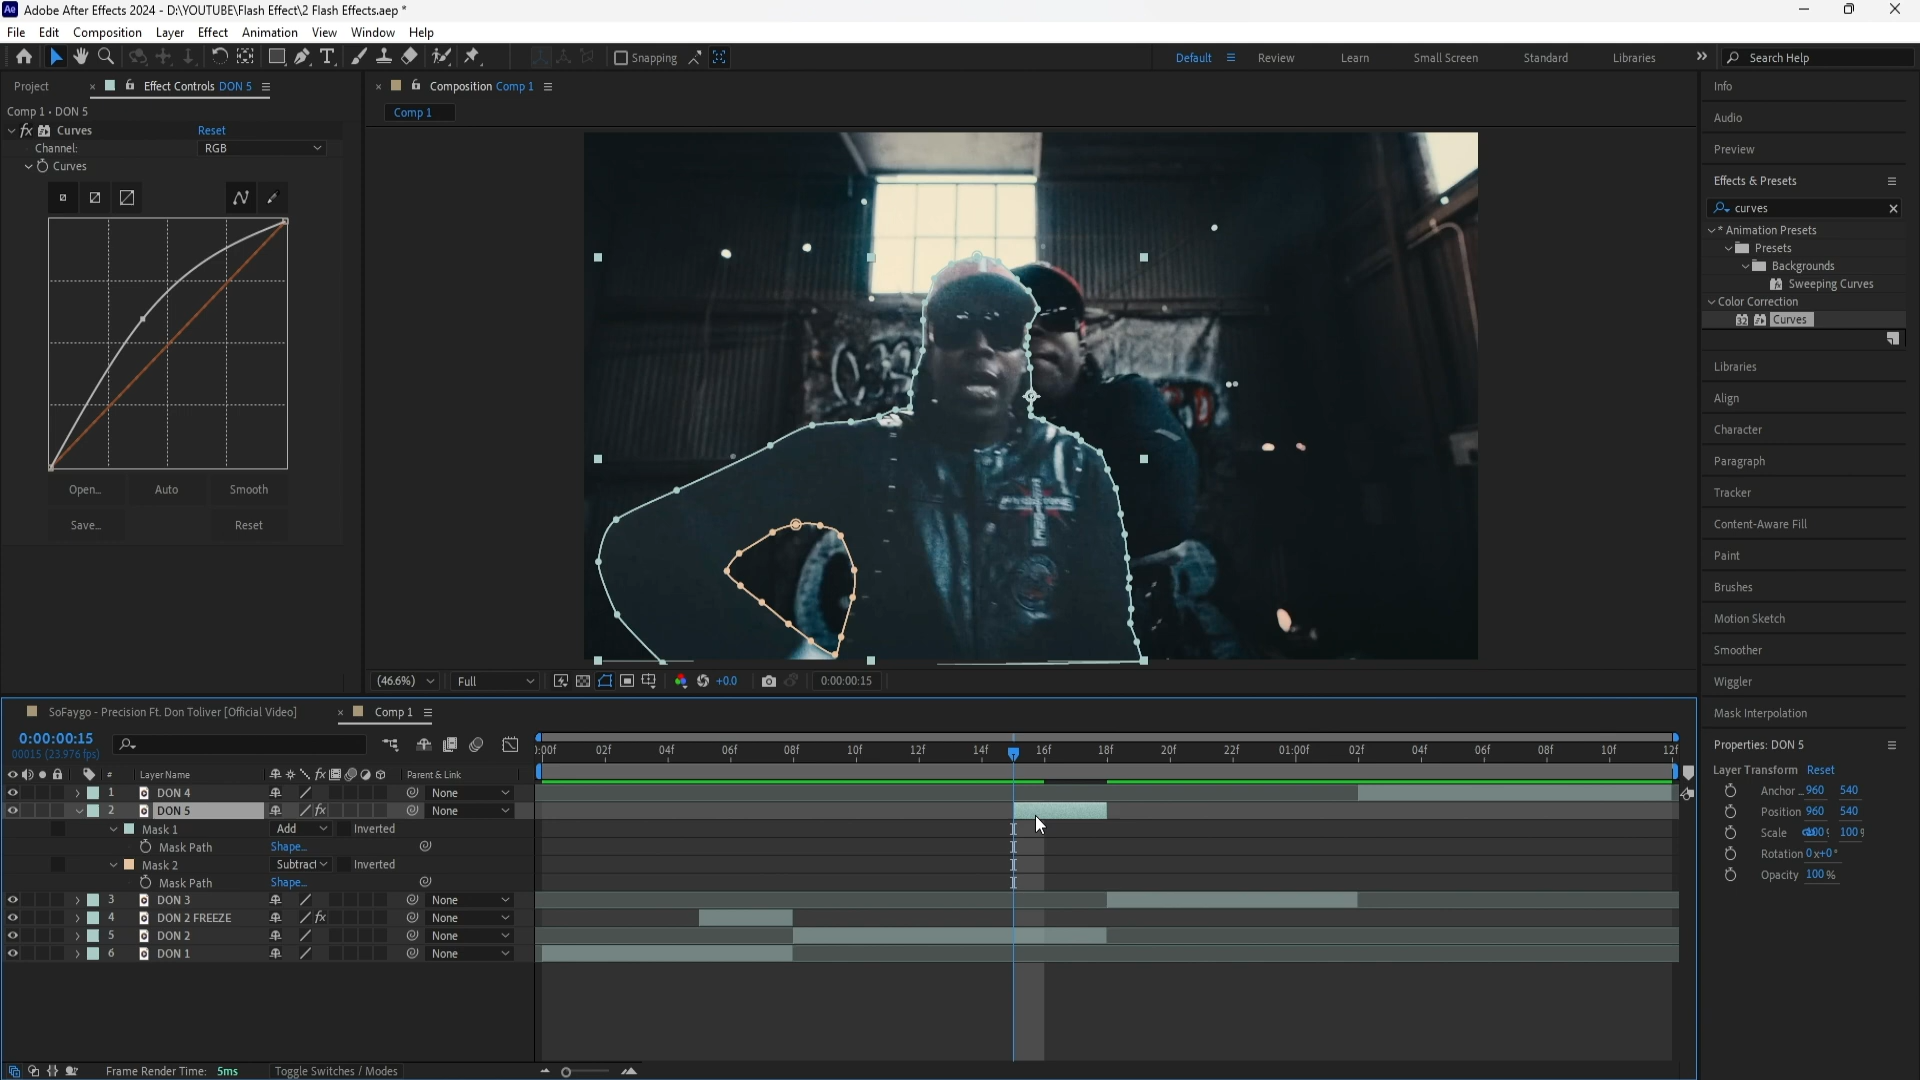 Ae Adobe After Effects 2024 - D:\YOUTUBE\Flash Effect\2 Flash Effects.aep *
File Edit Composition Layer Effect Animation View Window Help
Snapping
Default Review Learn Small Screen Standard Libraries Search Help
Project Effect Controls DON 5
Composition Comp 1
Comp 1
Comp 1 • DON 5
fx Curves Reset
Channel: RGB
Curves
Open... Auto Smooth
Save... Reset
Info
Audio
Preview
Effects & Presets
curves
* Animation Presets
Presets
Backgrounds
Sweeping Curves
Color Correction
32 Curves
Libraries
Align
Character
Paragraph
Tracker
Content-Aware Fill
Paint
Brushes
Motion Sketch
Smoother
Wiggler
Mask Interpolation
Properties: DON 5
Layer Transform Reset
Anchor .. 960 540
Position 960 540
Scale 100 100
Rotation 0x+0°
Opacity 100 %
(46.6%) Full +0.0 0:00:00:15
SoFaygo - Precision Ft. Don Toliver [Official Video] Comp 1
0:00:00:15
00015 (23.976 fps)
:00f 02f 04f 06f 08f 10f 12f 14f 16f 18f 20f 22f 01:00f 02f 04f 06f 08f 10f 12f
# Layer Name fx Parent & Link
1 DON 4 None
2 DON 5 fx None
Mask 1 Add Inverted
Mask Path Shape...
Mask 2 Subtract Inverted
Mask Path Shape...
3 DON 3 None
4 DON 2 FREEZE fx None
5 DON 2 None
6 DON 1 None
Frame Render Time: 5ms Toggle Switches / Modes